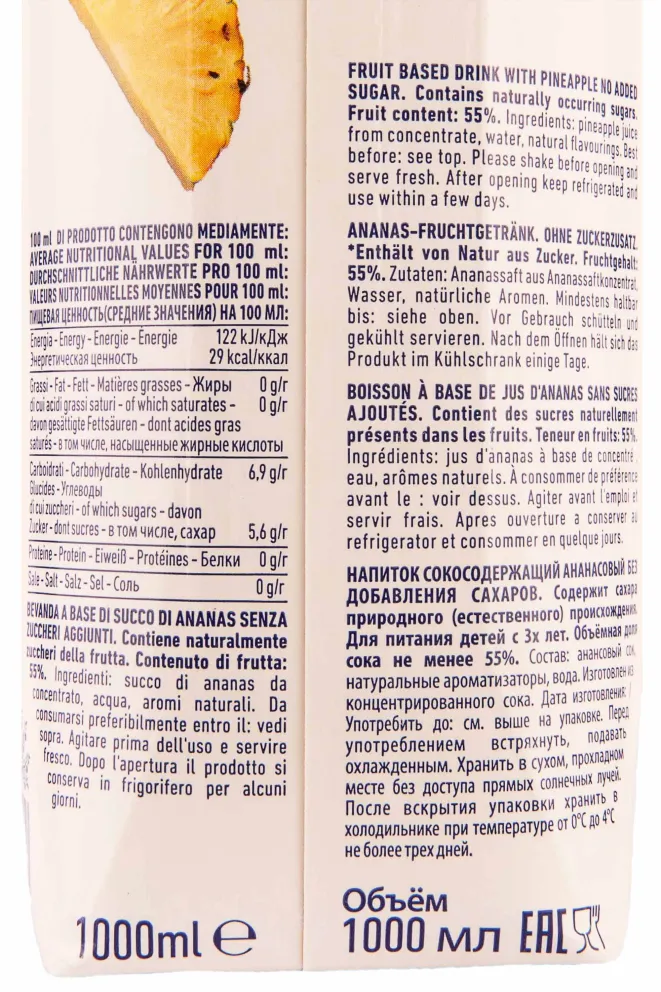 100 ml DI PRODOTTO CONTENGONO MEDIAMENTE:
AVERAGE NUTRITIONAL VALUES FOR 100 ml:
DURCHSCHNITTLICHE NÄHRWERTE PRO 100 ml:
VALEURS NUTRITIONNELLES MOYENNES POUR 100 ml:
ПИЩЕВАЯ ЦЕННОСТЬ(СРЕДНИЕ ЗНАЧЕНИЯ) НА 100 МЛ:
Energia - Energy - Energie - Énergie 122 kJ/кДж
Энергетическая ценность 29 kcal/ккал
Grassi - Fat - Fett - Matières grasses - Жиры 0 g/г
di cui acidi grassi saturi - of which saturates - 0 g/г
davon gesättigte Fettsäuren - dont acides gras
saturés - в том числе, насыщенные жирные кислоты
Carboidrati - Carbohydrate - Kohlenhydrate 6,9 g/г
Glucides - Углеводы
di cui zuccheri - of which sugars - davon
Zucker - dont sucres - в том числе, сахар 5,6 g/г
Proteine - Protein - Eiweiß - Protéines - Белки 0 g/г
Sale - Salt - Salz - Sel - Соль 0 g/г
BEVANDA A BASE DI SUCCO DI ANANAS SENZA
ZUCCHERI AGGIUNTI. Contiene naturalmente
zuccheri della frutta. Contenuto di frutta:
55%. Ingredienti: succo di ananas da
concentrato, acqua, aromi naturali. Da
consumarsi preferibilmente entro il: vedi
sopra. Agitare prima dell'uso e servire
fresco. Dopo l'apertura il prodotto si
conserva in frigorifero per alcuni
giorni.
1000ml ℮
FRUIT BASED DRINK WITH PINEAPPLE NO ADDED
SUGAR. Contains naturally occurring sugars.
Fruit content: 55%. Ingredients: pineapple juice
from concentrate, water, natural flavourings. Best
before: see top. Please shake before opening and
serve fresh. After opening keep refrigerated and
use within a few days.
ANANAS-FRUCHTGETRÄNK. OHNE ZUCKERZUSATZ.
*Enthält von Natur aus Zucker. Fruchtgehalt:
55%. Zutaten: Ananassaft aus Ananassaftkonzentrat,
Wasser, natürliche Aromen. Mindestens haltbar
bis: siehe oben. Vor Gebrauch schütteln und
gekühlt servieren. Nach dem Öffnen hält sich das
Produkt im Kühlschrank einige Tage.
BOISSON À BASE DE JUS D'ANANAS SANS SUCRES
AJOUTÉS. Contient des sucres naturellement
présents dans les fruits. Teneur en fruits: 55%.
Ingrédients: jus d'ananas à base de concentré,
eau, arômes naturels. À consommer de préférence
avant le : voir dessus. Agiter avant l'emploi et
servir frais. Apres ouverture a conserver au
refrigerator et consommer en quelque jours.
НАПИТОК СОКОСОДЕРЖАЩИЙ АНАНАСОВЫЙ БЕЗ
ДОБАВЛЕНИЯ САХАРОВ. Содержит сахара
природного (естественного) происхождения.
Для питания детей с 3х лет. Объёмная доля
сока не менее 55%. Состав: ананасовый сок,
натуральные ароматизаторы, вода. Изготовлен из
концентрированного сока. Дата изготовления: /
Употребить до: см. выше на упаковке. Перед
употреблением встряхнуть, подавать
охлажденным. Хранить в сухом, прохладном
месте без доступа прямых солнечных лучей.
После вскрытия упаковки хранить в
холодильнике при температуре от 0°C до 4°C
не более трех дней.
Объём
1000 мл EAC